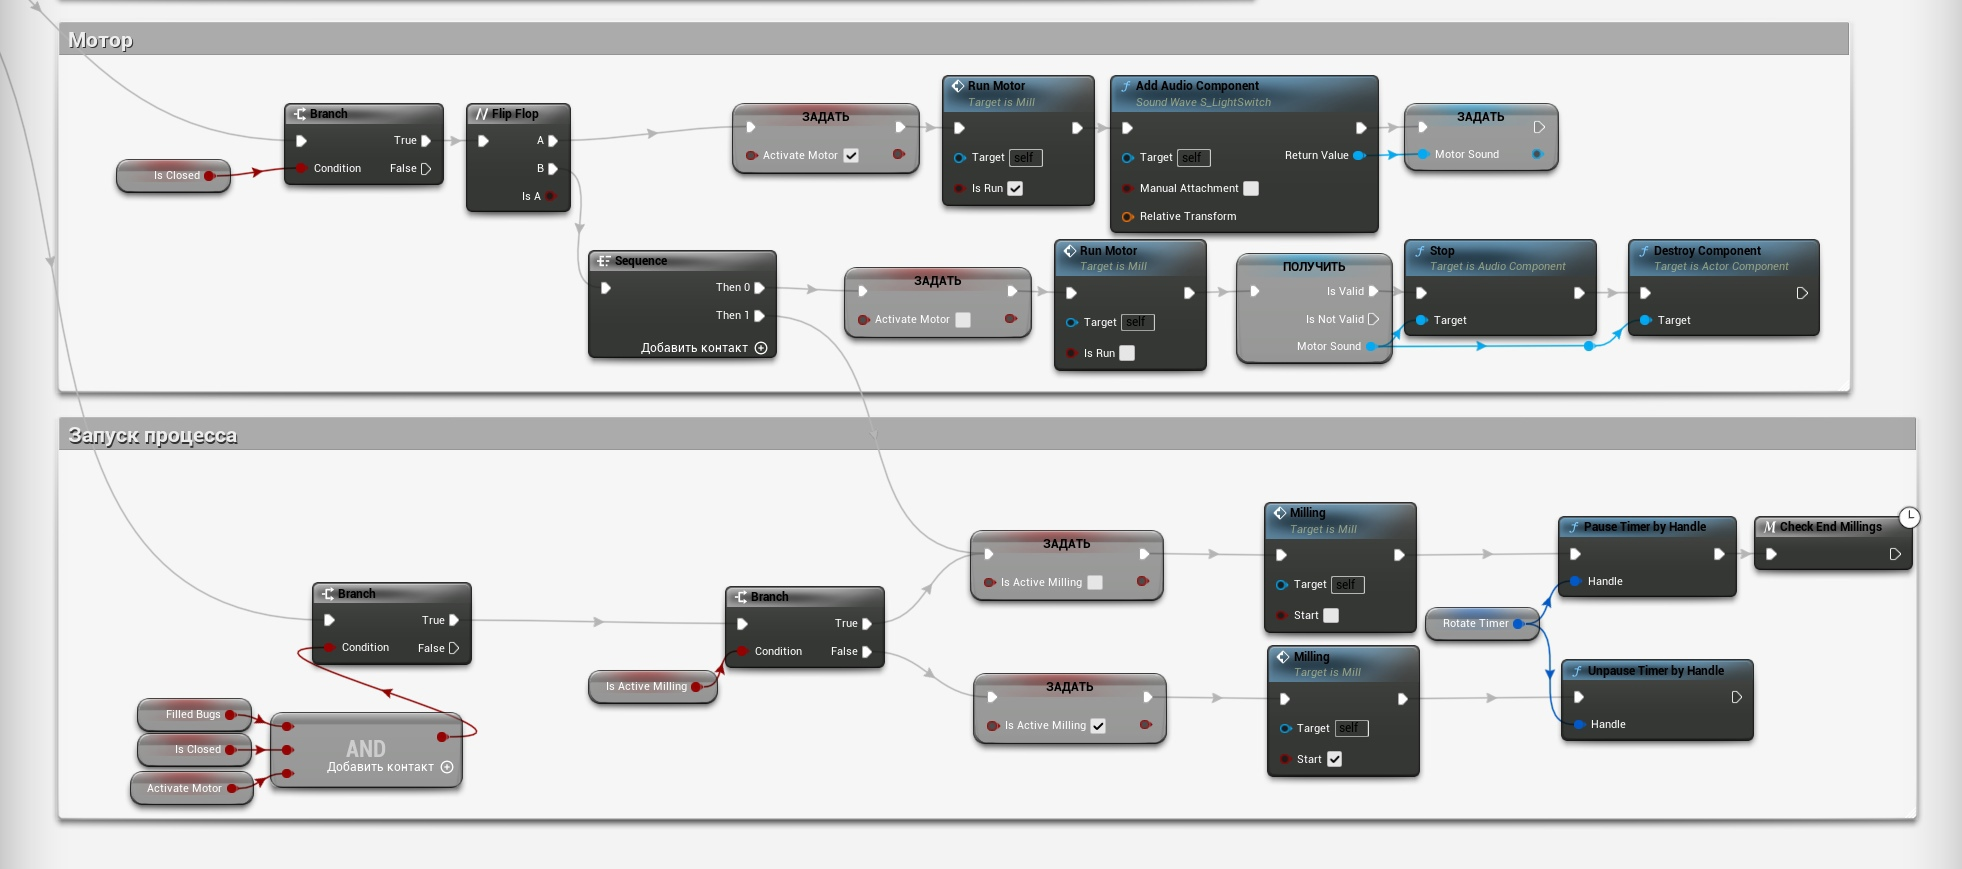 Мотор
Branch
True
Condition
False
Is Closed
Flip Flop
A
B
Is A
ЗАДАТЬ
Activate Motor
Run Motor
Target is Mill
Target self
Is Run
Add Audio Component
Sound Wave S_LightSwitch
Target self
Return Value
Manual Attachment
Relative Transform
ЗАДАТЬ
Motor Sound
Sequence
Then 0
Then 1
Добавить контакт
ЗАДАТЬ
Activate Motor
Run Motor
Target is Mill
Target self
Is Run
ПОЛУЧИТЬ
Is Valid
Is Not Valid
Motor Sound
Stop
Target is Audio Component
Target
Destroy Component
Target is Actor Component
Target
Запуск процесса
Branch
True
Condition
False
Filled Bugs
Is Closed
Activate Motor
AND
Добавить контакт
Branch
True
Condition
False
Is Active Milling
ЗАДАТЬ
Is Active Milling
Milling
Target is Mill
Target self
Start
Pause Timer by Handle
Handle
Check End Millings
Rotate Timer
ЗАДАТЬ
Is Active Milling
Milling
Target is Mill
Target self
Start
Unpause Timer by Handle
Handle